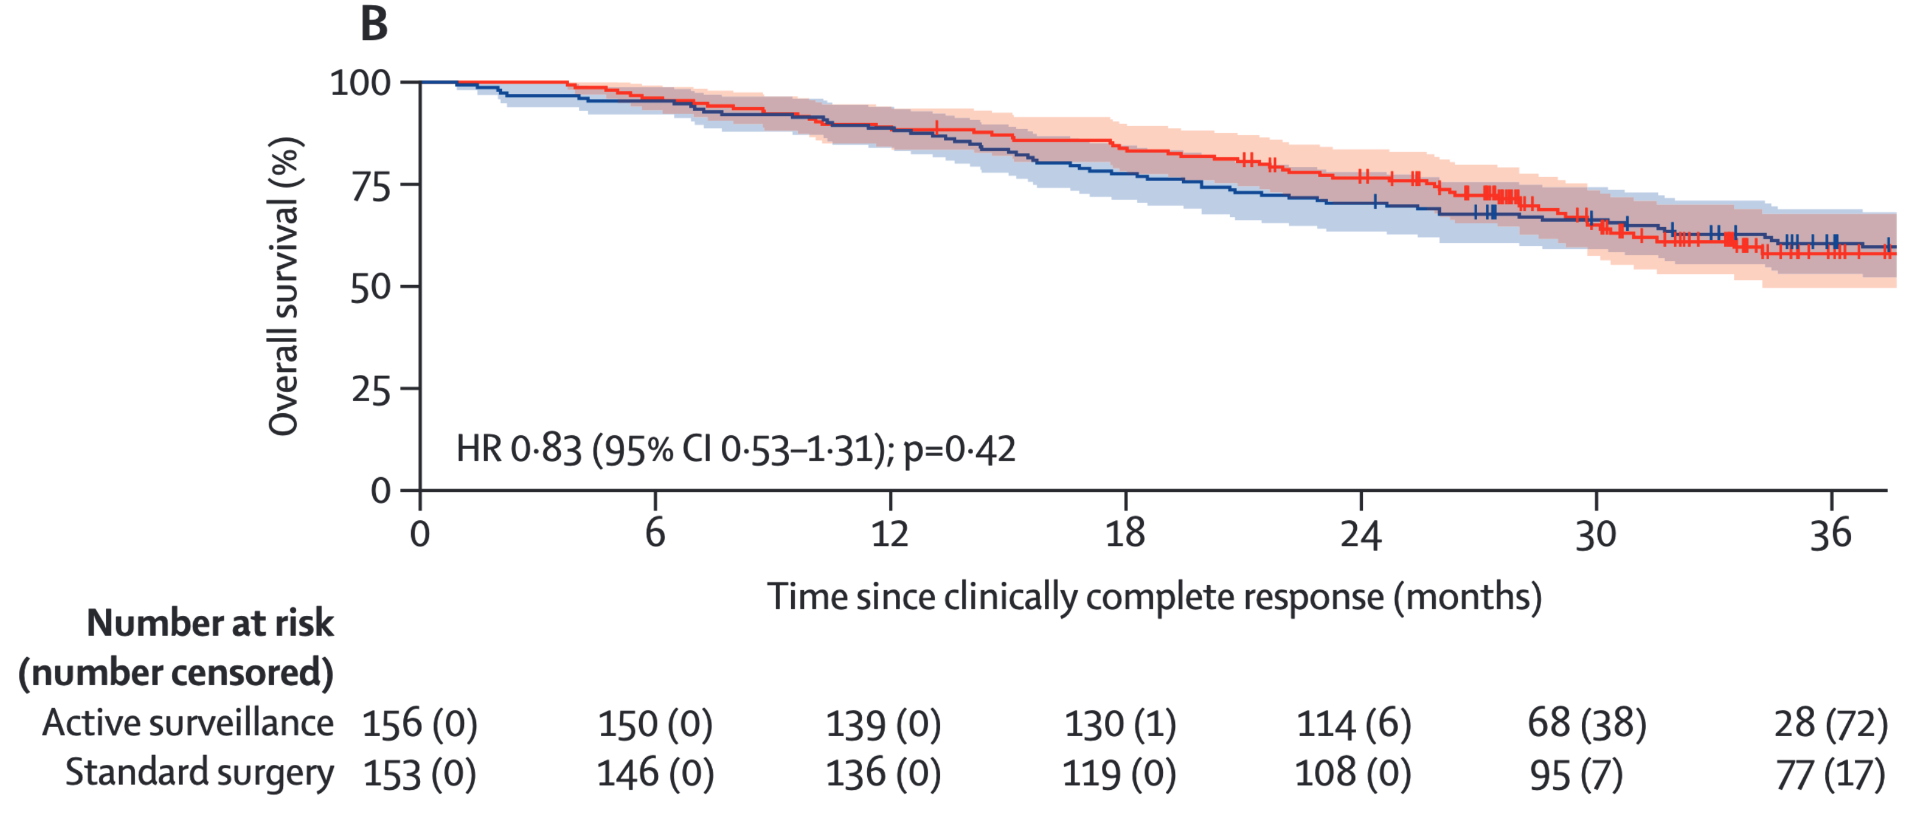 B
100
75
50
25
0
Overall survival (%)
HR 0·83 (95% CI 0·53–1·31); p=0·42
0 6 12 18 24 30 36
Time since clinically complete response (months)
Number at risk
(number censored)
Active surveillance 156 (0) 150 (0) 139 (0) 130 (1) 114 (6) 68 (38) 28 (72)
Standard surgery 153 (0) 146 (0) 136 (0) 119 (0) 108 (0) 95 (7) 77 (17)